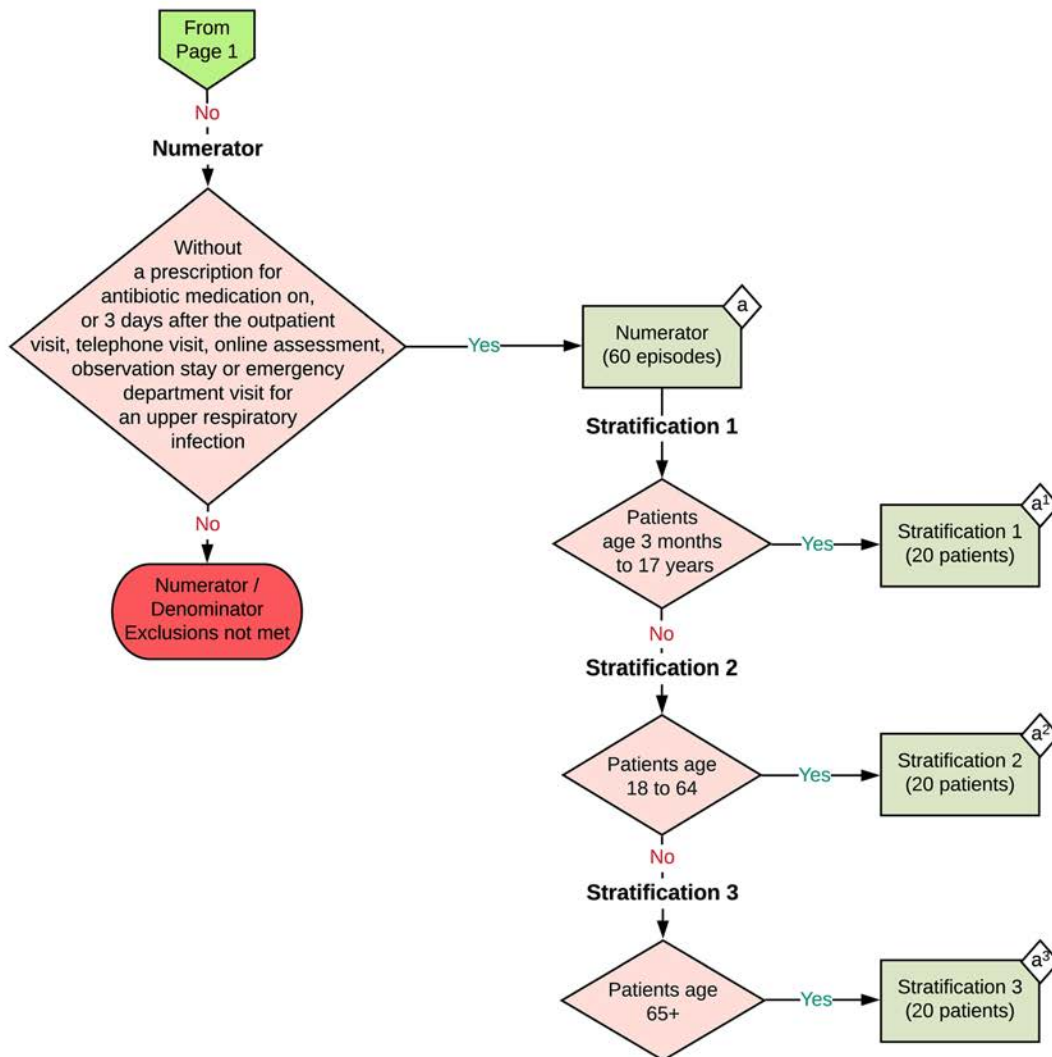 From
Page 1
No
Numerator
Without
a prescription for
antibiotic medication on,
or 3 days after the outpatient
visit, telephone visit, online assessment,
observation stay or emergency
department visit for
an upper respiratory
infection
Yes
Numerator
(60 episodes)
a
No
Numerator /
Denominator
Exclusions not met
Stratification 1
Patients
age 3 months
to 17 years
Yes
Stratification 1
(20 patients)
a¹
No
Stratification 2
Patients age
18 to 64
Yes
Stratification 2
(20 patients)
a²
No
Stratification 3
Patients age
65+
Yes
Stratification 3
(20 patients)
a³